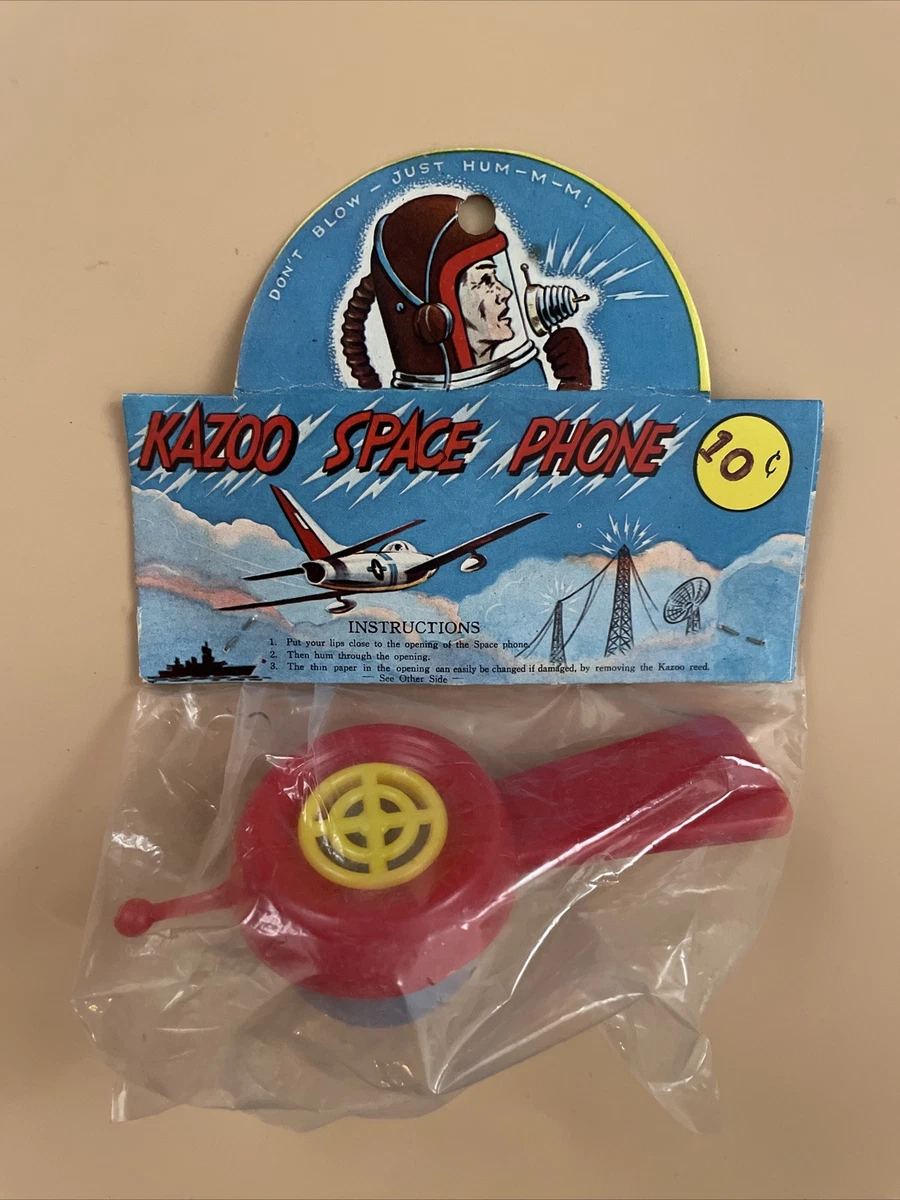 DON'T BLOW – JUST HUM–M–M!
KAZOO SPACE PHONE
10 ¢
INSTRUCTIONS
1. Put your lips close to the opening of the Space phone.
2. Then hum through the opening.
3. The thin paper in the opening can easily be changed if damaged, by removing the Kazoo reed.
— See Other Side —